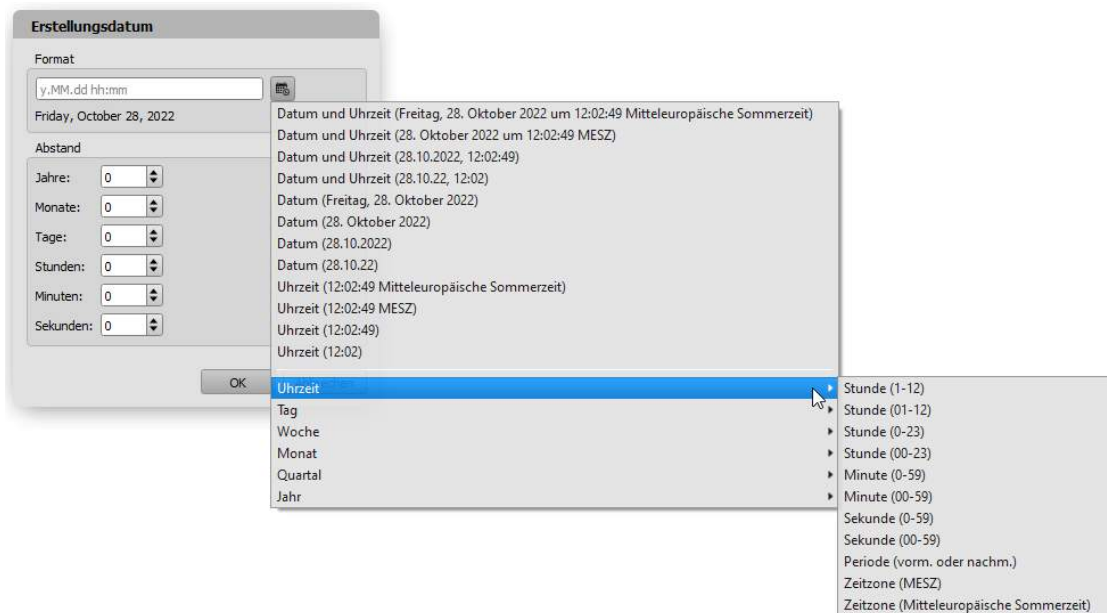 Erstellungsdatum
Format
y.MM.dd hh:mm
Friday, October 28, 2022
Abstand
Jahre: 0
Monate: 0
Tage: 0
Stunden: 0
Minuten: 0
Sekunden: 0
OK
Datum und Uhrzeit (Freitag, 28. Oktober 2022 um 12:02:49 Mitteleuropäische Sommerzeit)
Datum und Uhrzeit (28. Oktober 2022 um 12:02:49 MESZ)
Datum und Uhrzeit (28.10.2022, 12:02:49)
Datum und Uhrzeit (28.10.22, 12:02)
Datum (Freitag, 28. Oktober 2022)
Datum (28. Oktober 2022)
Datum (28.10.2022)
Datum (28.10.22)
Uhrzeit (12:02:49 Mitteleuropäische Sommerzeit)
Uhrzeit (12:02:49 MESZ)
Uhrzeit (12:02:49)
Uhrzeit (12:02)
Uhrzeit
Tag
Woche
Monat
Quartal
Jahr
Stunde (1-12)
Stunde (01-12)
Stunde (0-23)
Stunde (00-23)
Minute (0-59)
Minute (00-59)
Sekunde (0-59)
Sekunde (00-59)
Periode (vorm. oder nachm.)
Zeitzone (MESZ)
Zeitzone (Mitteleuropäische Sommerzeit)